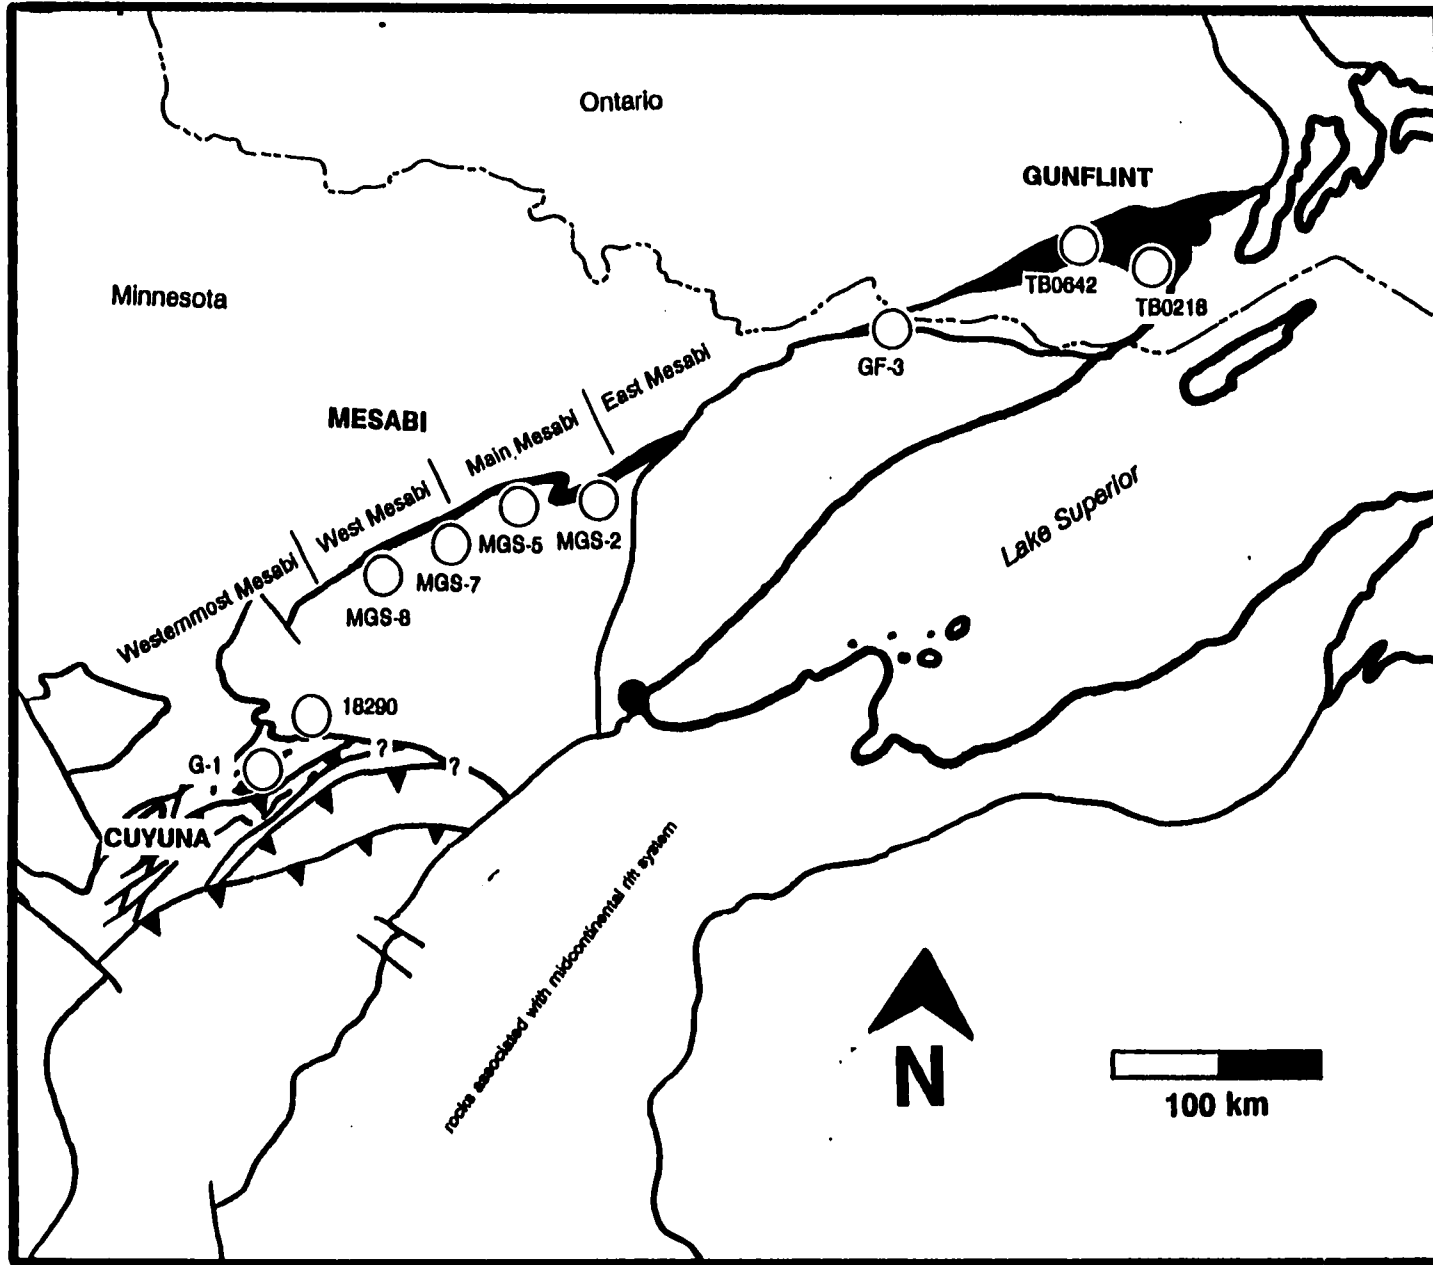 Ontario
GUNFLINT
TB0642
TB0218
Minnesota
GF-3
East Mesabi
MESABI
Main Mesabi
West Mesabi
Westernmost Mesabi
MGS-5
MGS-2
MGS-7
MGS-8
Lake Superior
18290
G-1
?
?
CUYUNA
rocks associated with midcontinental rift system
N
100 km